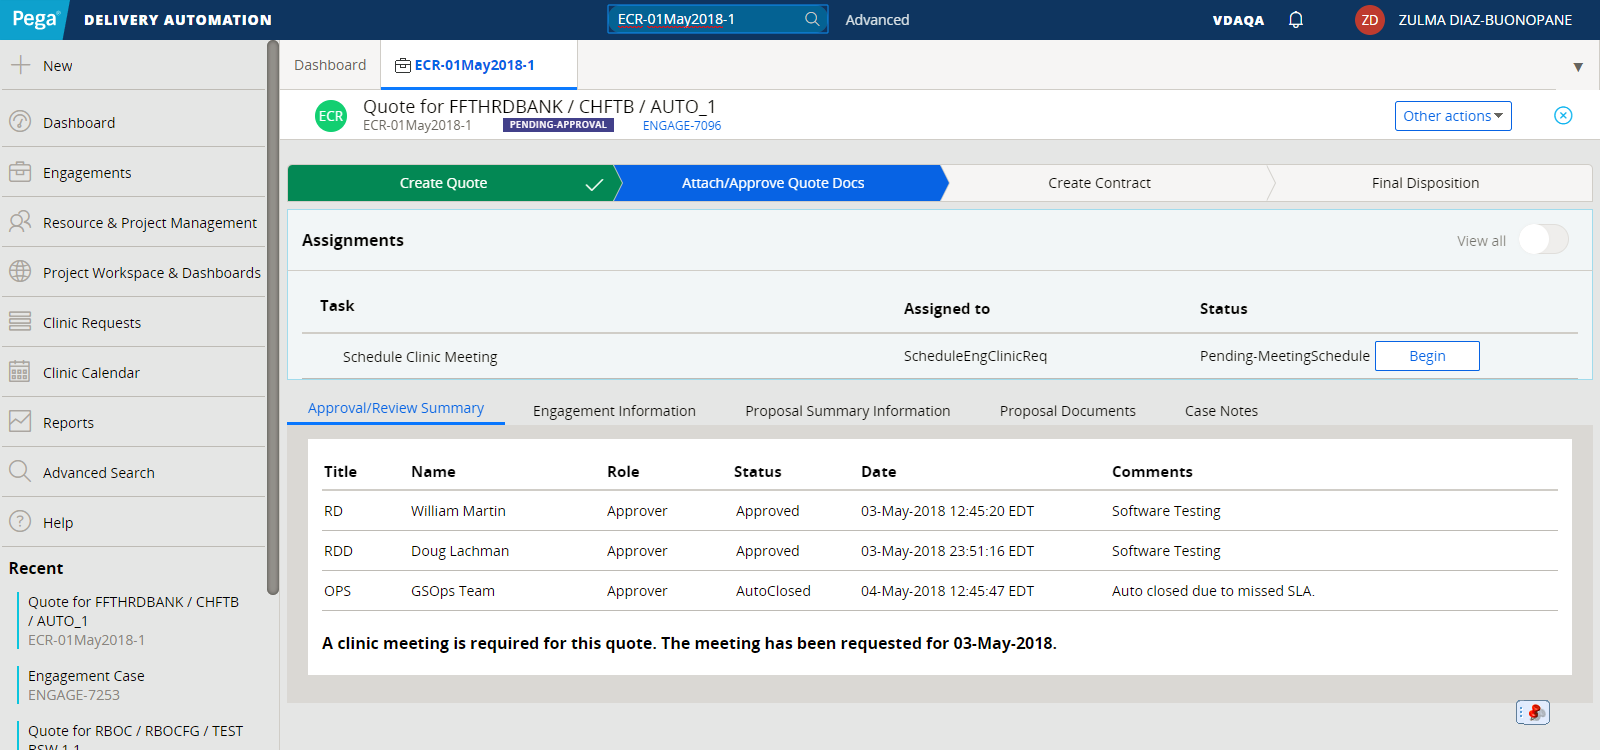 Pega® DELIVERY AUTOMATION ECR-01May2018-1 Advanced VDAQA ZD ZULMA DIAZ-BUONOPANE
New
Dashboard
Engagements
Resource & Project Management
Project Workspace & Dashboards
Clinic Requests
Clinic Calendar
Reports
Advanced Search
Help
Recent
Quote for FFTHRDBANK / CHFTB
/ AUTO_1
ECR-01May2018-1
Engagement Case
ENGAGE-7253
Quote for RBOC / RBOCFG / TEST
Dashboard ECR-01May2018-1
ECR Quote for FFTHRDBANK / CHFTB / AUTO_1
ECR-01May2018-1 PENDING-APPROVAL ENGAGE-7096
Other actions
Create Quote Attach/Approve Quote Docs Create Contract Final Disposition
Assignments View all
Task Assigned to Status
Schedule Clinic Meeting ScheduleEngClinicReq Pending-MeetingSchedule Begin
Approval/Review Summary Engagement Information Proposal Summary Information Proposal Documents Case Notes
Title Name Role Status Date Comments
RD William Martin Approver Approved 03-May-2018 12:45:20 EDT Software Testing
RDD Doug Lachman Approver Approved 03-May-2018 23:51:16 EDT Software Testing
OPS GSOps Team Approver AutoClosed 04-May-2018 12:45:47 EDT Auto closed due to missed SLA.
A clinic meeting is required for this quote. The meeting has been requested for 03-May-2018.